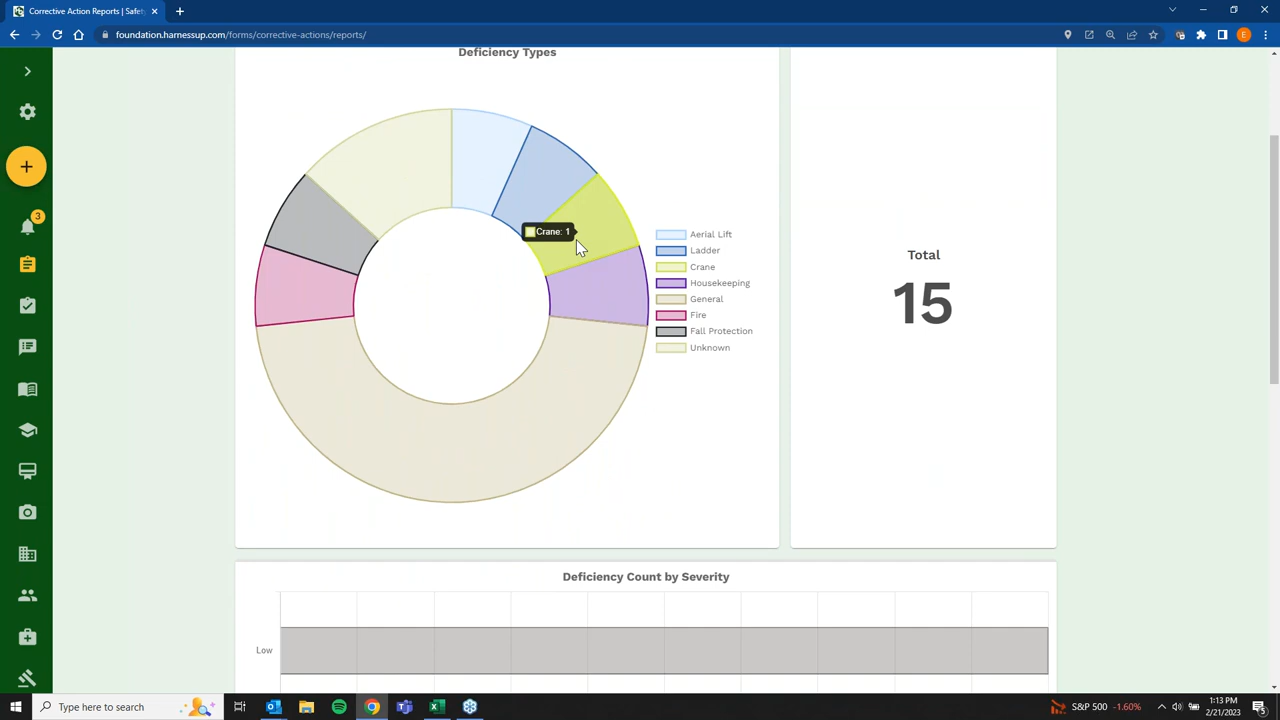 Corrective Action Reports | Safety
foundation.harnessup.com/forms/corrective-actions/reports/
E
3
Deficiency Types
Crane: 1
Aerial Lift
Ladder
Crane
Housekeeping
General
Fire
Fall Protection
Unknown
Total
15
Deficiency Count by Severity
Low
Type here to search
S&P 500 -1.60%
1:13 PM
2/21/2023
5